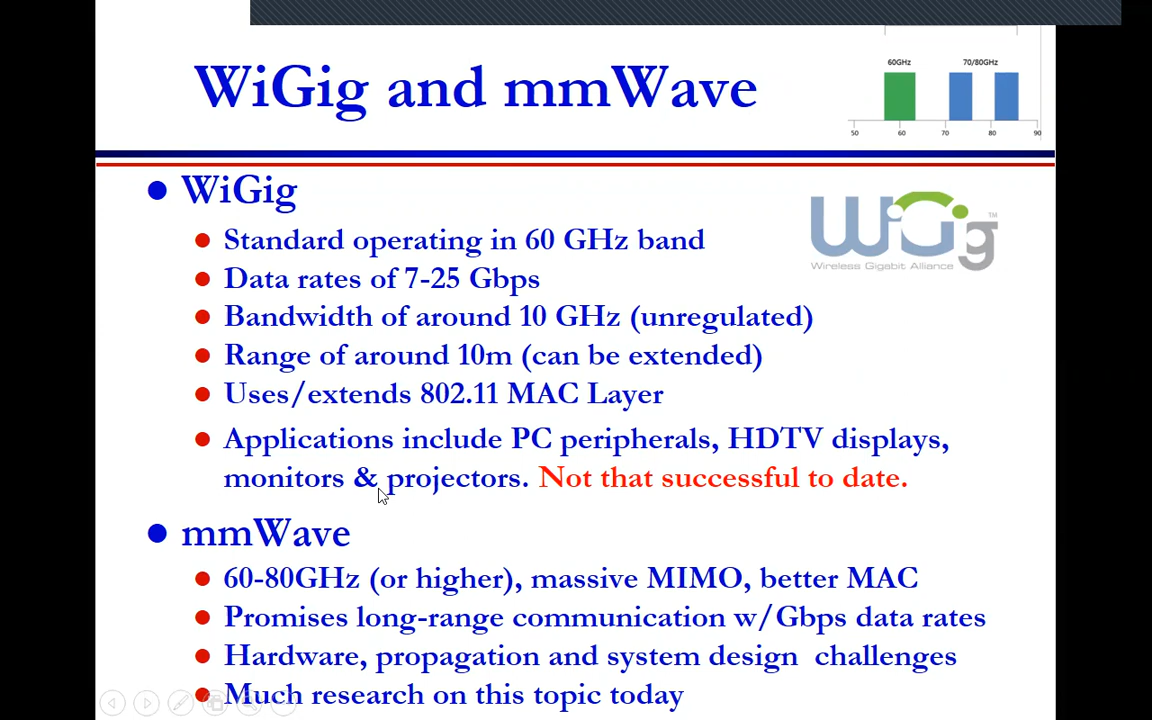 WiGig and mmWave
60GHz 70/80GHz
50 60 70 80 90
WiGig
WiGig™
Wireless Gigabit Alliance
Standard operating in 60 GHz band
Data rates of 7-25 Gbps
Bandwidth of around 10 GHz (unregulated)
Range of around 10m (can be extended)
Uses/extends 802.11 MAC Layer
Applications include PC peripherals, HDTV displays,
monitors & projectors. Not that successful to date.
mmWave
60-80GHz (or higher), massive MIMO, better MAC
Promises long-range communication w/Gbps data rates
Hardware, propagation and system design challenges
Much research on this topic today